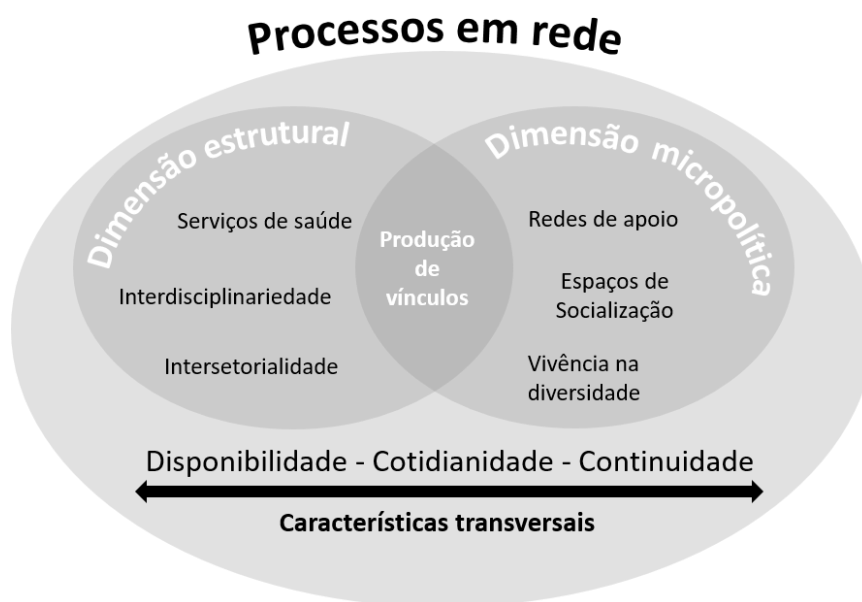 Processos em rede
Dimensão estrutural
Serviços de saúde
Interdisciplinariedade
Intersetorialidade
Produção
de
vínculos
Dimensão micropolítica
Redes de apoio
Espaços de
Socialização
Vivência na
diversidade
Disponibilidade - Cotidianidade - Continuidade
Características transversais